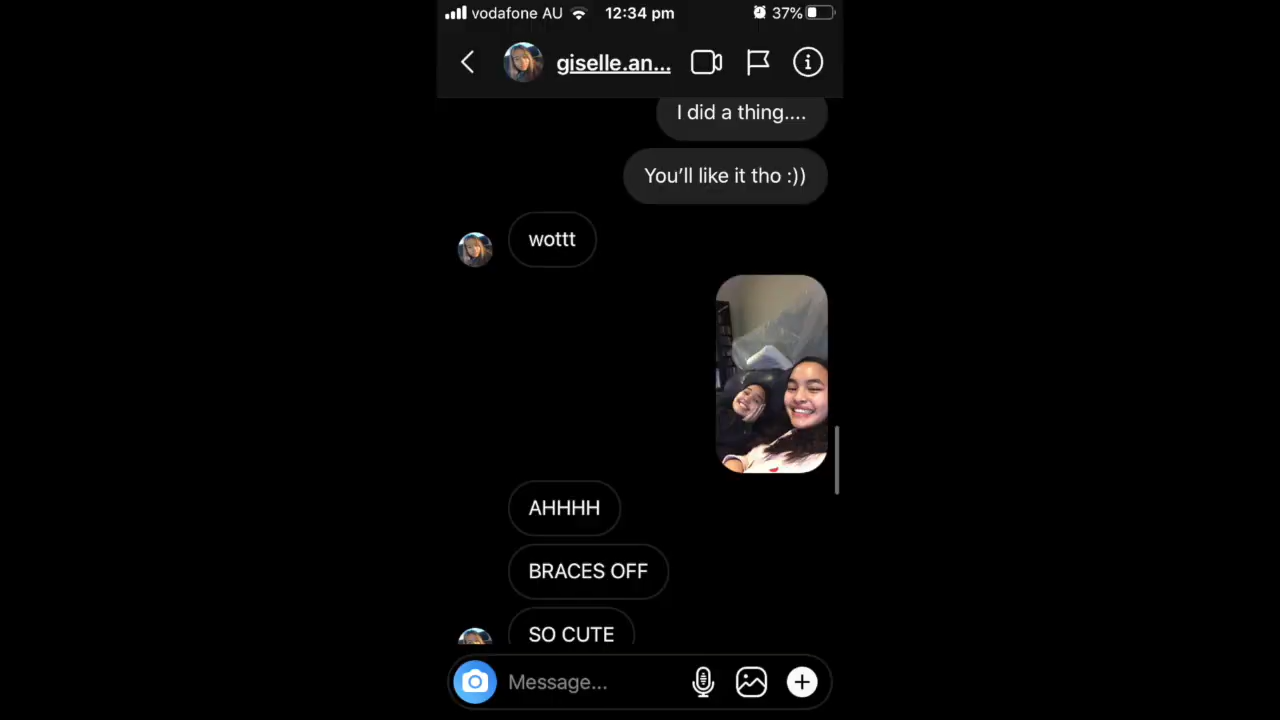 vodafone AU 12:34 pm 37%
giselle.an...
I did a thing....
You’ll like it tho :))
wottt
AHHHH
BRACES OFF
SO CUTE
Message...